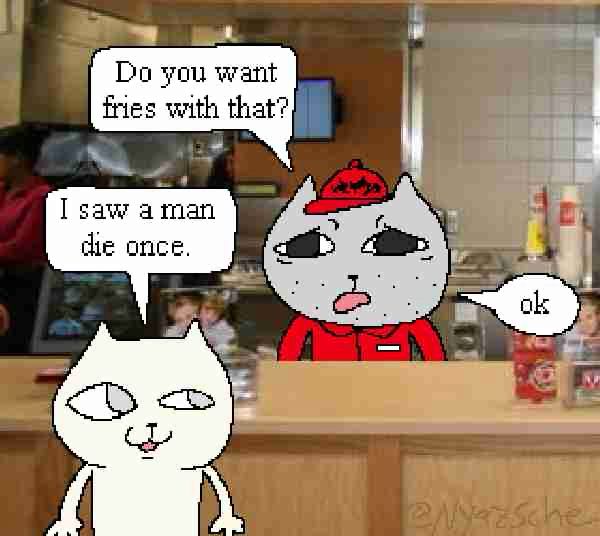 Do you want
fries with that?
I saw a man
die once.
ok
@Nyazsche